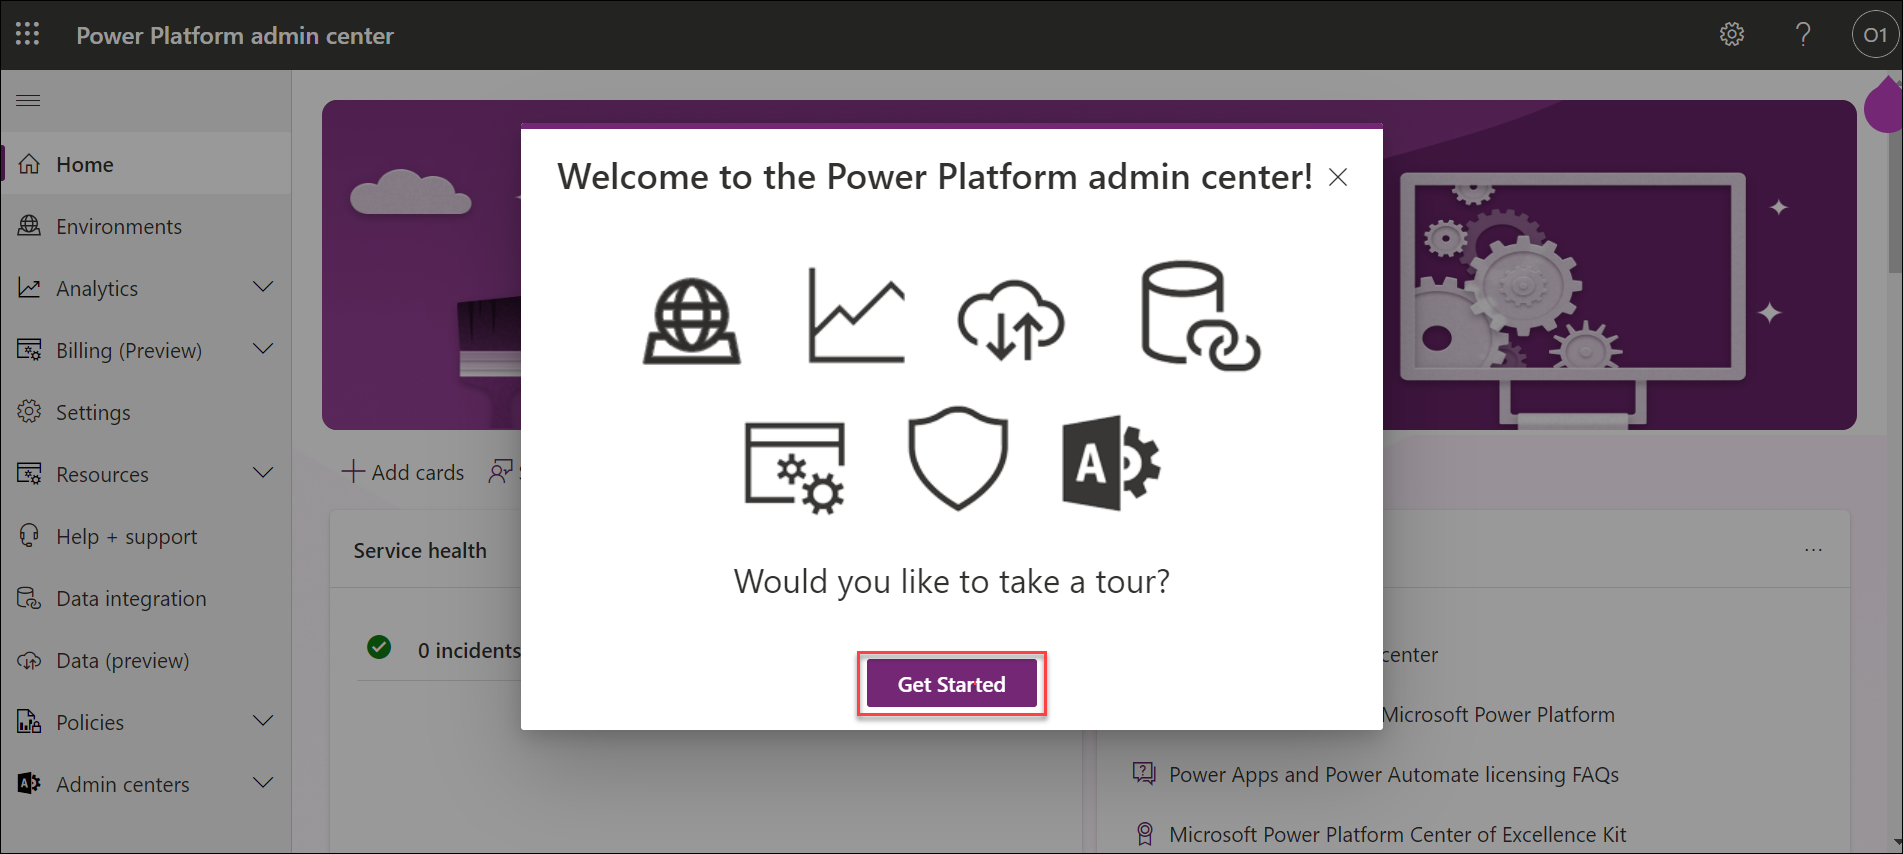 Power Platform admin center
?
O1
Home
Environments
Analytics
Billing (Preview)
Settings
Resources
Help + support
Data integration
Data (preview)
Policies
Admin centers
Add cards
Service health
0 incidents
Welcome to the Power Platform admin center!
A
Would you like to take a tour?
Get Started
...
center
Microsoft Power Platform
Power Apps and Power Automate licensing FAQs
Microsoft Power Platform Center of Excellence Kit